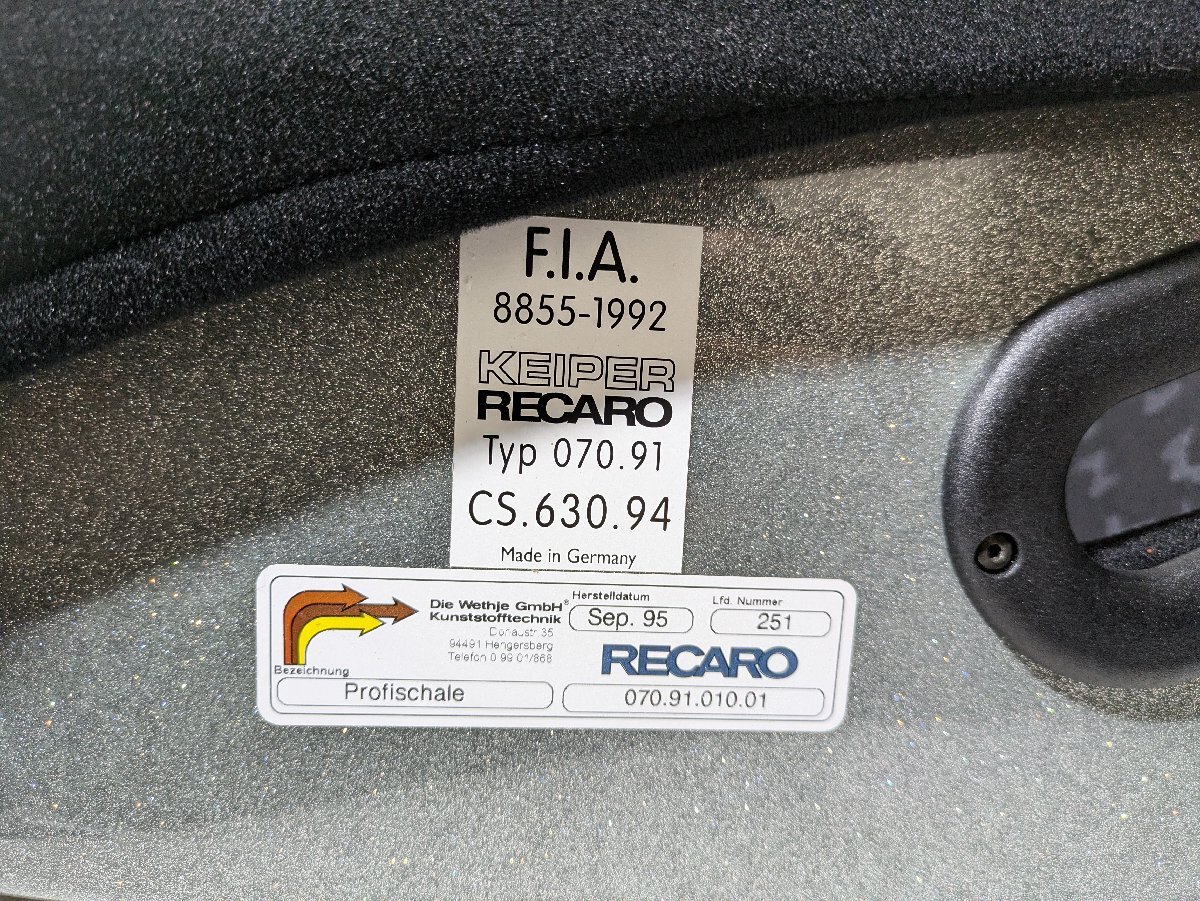 F.I.A.
8855-1992
KEIPER
RECARO
Typ 070.91
CS.630.94
Made in Germany
Die Wethje GmbH®
Kunststofftechnik
Donaustr 35
94491 Hengersberg
Telefon 0 99 01/868
Herstelldatum
Sep. 95
Lfd. Nummer
251
RECARO
Bezeichnung
Profischale
070.91.010.01